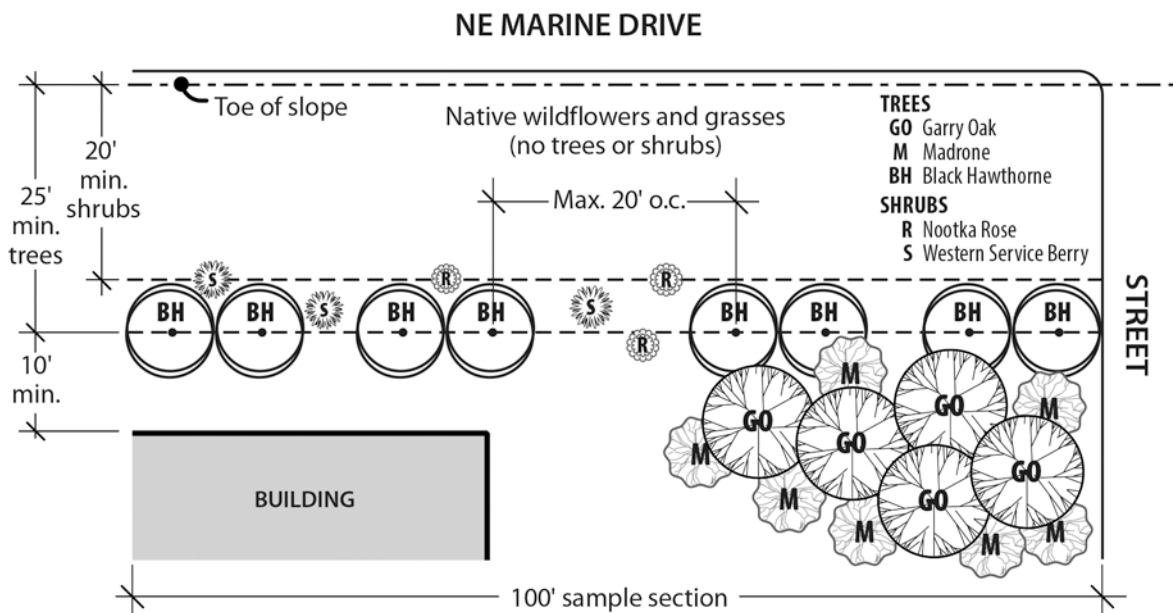 NE MARINE DRIVE
Toe of slope
Native wildflowers and grasses
(no trees or shrubs)
TREES
GO Garry Oak
M Madrone
BH Black Hawthorne
SHRUBS
R Nootka Rose
S Western Service Berry
25'
min.
trees
20'
min.
shrubs
Max. 20' o.c.
S
R
R
BH
BH
S
BH
BH
S
BH
BH
BH
BH
R
STREET
10'
min.
M
GO
GO
GO
M
M
GO
GO
M
M
M
M
BUILDING
100' sample section